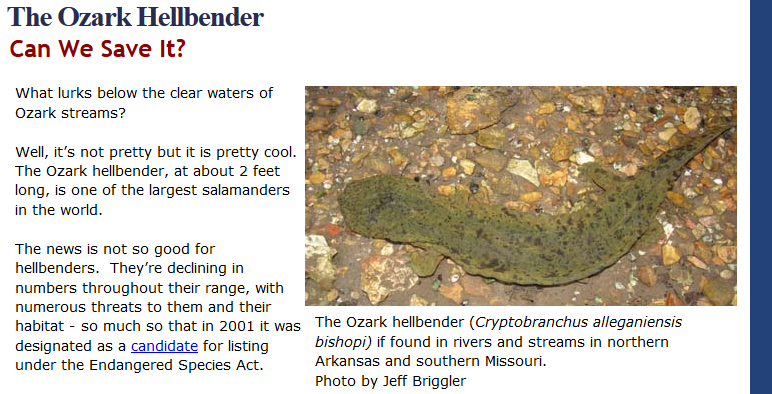 The Ozark Hellbender
Can We Save It?
What lurks below the clear waters of
Ozark streams?
Well, it's not pretty but it is pretty cool.
The Ozark hellbender, at about 2 feet
long, is one of the largest salamanders
in the world.
The news is not so good for
hellbenders.  They're declining in
numbers throughout their range, with
numerous threats to them and their
habitat - so much so that in 2001 it was
designated as a candidate for listing
under the Endangered Species Act.
The Ozark hellbender (Cryptobranchus alleganiensis
bishopi) if found in rivers and streams in northern
Arkansas and southern Missouri.
Photo by Jeff Briggler